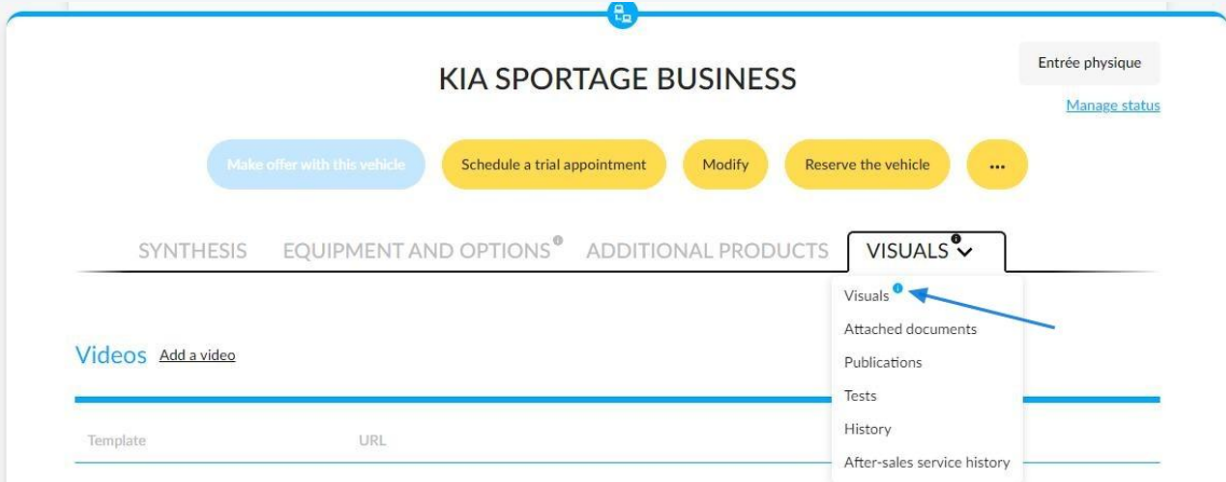 KIA SPORTAGE BUSINESS
Entrée physique
Manage status
Make offer with this vehicle
Schedule a trial appointment
Modify
Reserve the vehicle
...
SYNTHESIS
EQUIPMENT AND OPTIONS
ADDITIONAL PRODUCTS
VISUALS
Visuals
Attached documents
Publications
Tests
History
After-sales service history
Videos
Add a video
Template
URL